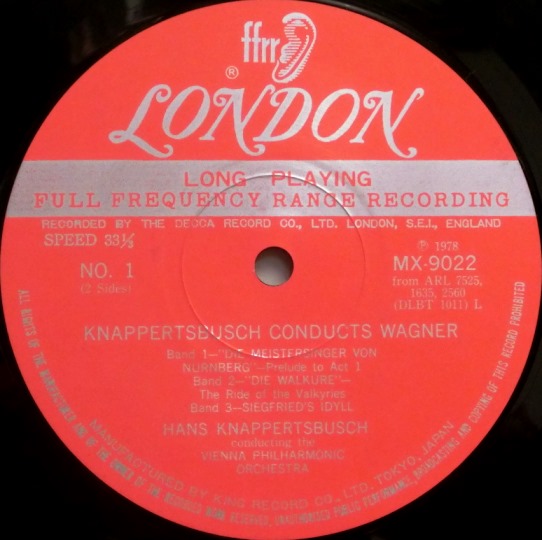 ffrr
®
LONDON
LONG PLAYING
FULL FREQUENCY RANGE RECORDING
RECORDED BY THE DECCA RECORD CO., LTD. LONDON, S.E.I., ENGLAND
SPEED 33⅓
℗ 1978
NO. 1
MX-9022
(2 Sides)
from ARL 7525,
1635, 2560
(DLBT 1011) L
KNAPPERTSBUSCH CONDUCTS WAGNER
Band 1—"DIE MEISTERSINGER VON
NURNBERG"—Prelude to Act 1
Band 2—"DIE WALKURE"—
The Ride of the Valkyries
Band 3—SIEGFRIED'S IDYLL
HANS KNAPPERTSBUSCH
conducting the
VIENNA PHILHARMONIC
ORCHESTRA
MANUFACTURED BY KING RECORD CO., LTD. TOKYO, JAPAN
ALL RIGHTS OF THE MANUFACTURER AND OF THE OWNER OF THE RECORDED WORK RESERVED, UNAUTHORISED PUBLIC PERFORMANCE, BROADCASTING AND COPYING OF THIS RECORD PROHIBITED